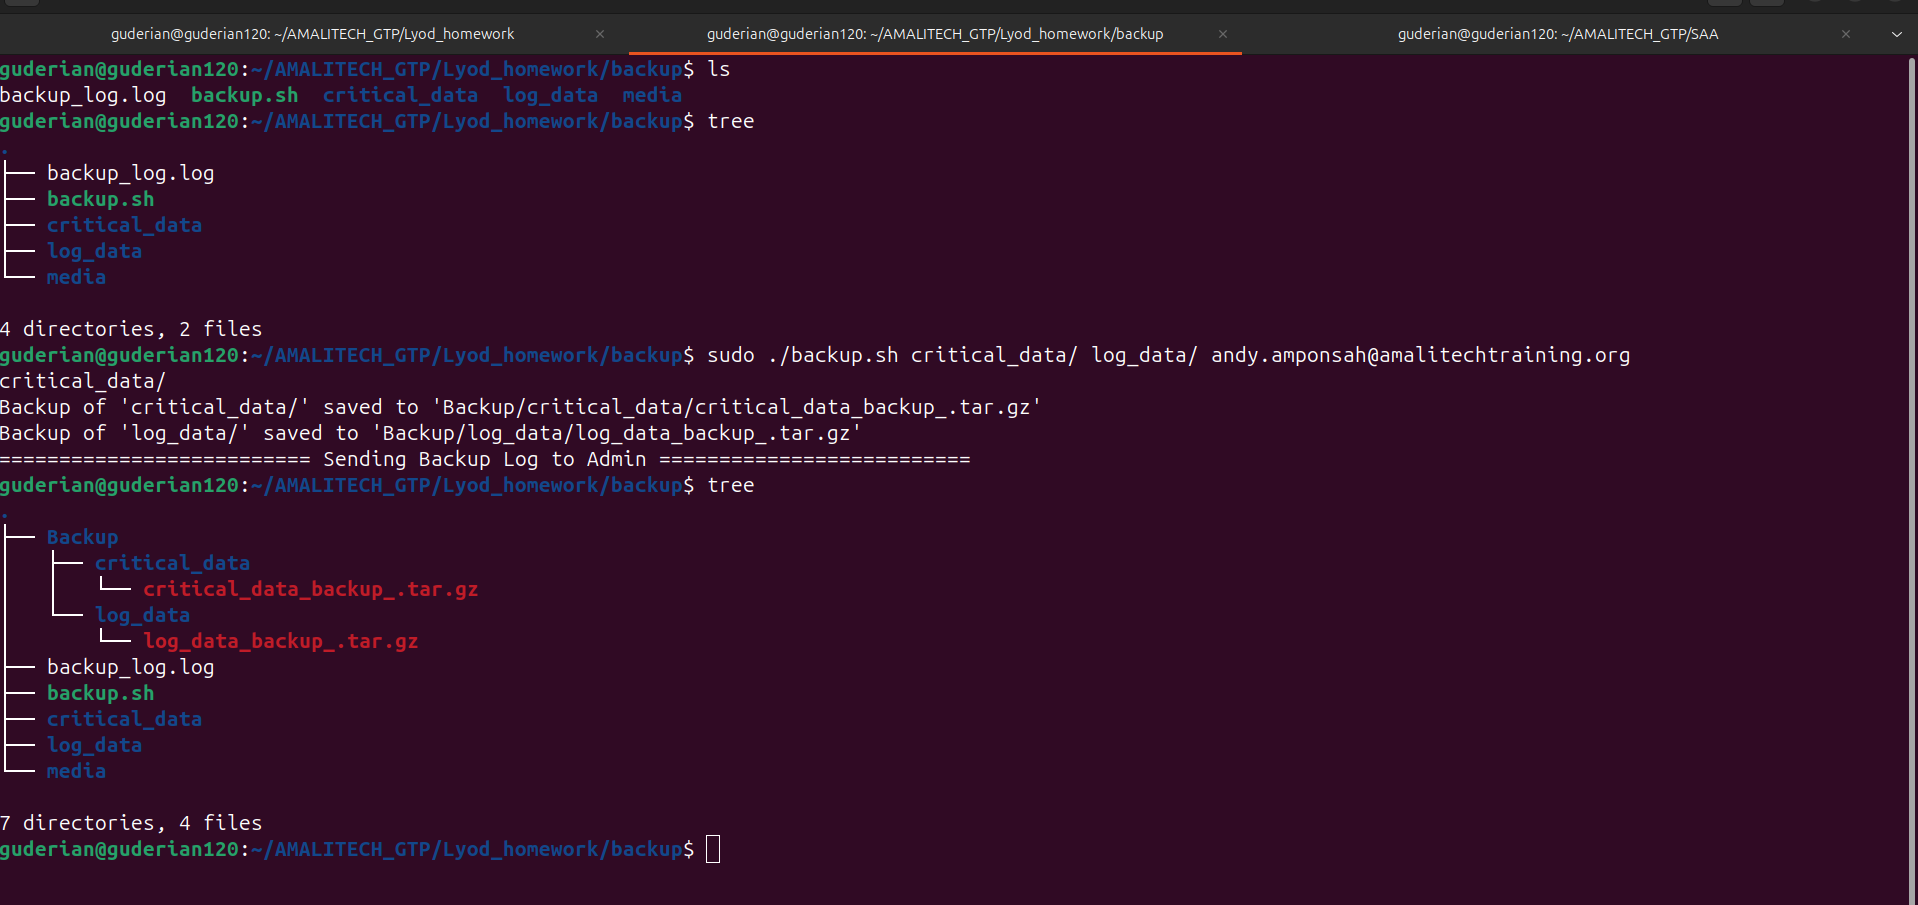 guderian@guderian120: ~/AMALITECH_GTP/Lyod_homework × guderian@guderian120: ~/AMALITECH_GTP/Lyod_homework/backup × guderian@guderian120: ~/AMALITECH_GTP/SAA ×
guderian@guderian120:~/AMALITECH_GTP/Lyod_homework/backup$ ls
backup_log.log  backup.sh  critical_data  log_data  media
guderian@guderian120:~/AMALITECH_GTP/Lyod_homework/backup$ tree
.
├── backup_log.log
├── backup.sh
├── critical_data
├── log_data
└── media
4 directories, 2 files
guderian@guderian120:~/AMALITECH_GTP/Lyod_homework/backup$ sudo ./backup.sh critical_data/ log_data/ andy.amponsah@amalitechtraining.org
critical_data/
Backup of 'critical_data/' saved to 'Backup/critical_data/critical_data_backup_.tar.gz'
Backup of 'log_data/' saved to 'Backup/log_data/log_data_backup_.tar.gz'
========================== Sending Backup Log to Admin ==========================
guderian@guderian120:~/AMALITECH_GTP/Lyod_homework/backup$ tree
.
├── Backup
│   ├── critical_data
│   │   └── critical_data_backup_.tar.gz
│   └── log_data
│       └── log_data_backup_.tar.gz
├── backup_log.log
├── backup.sh
├── critical_data
├── log_data
└── media
7 directories, 4 files
guderian@guderian120:~/AMALITECH_GTP/Lyod_homework/backup$